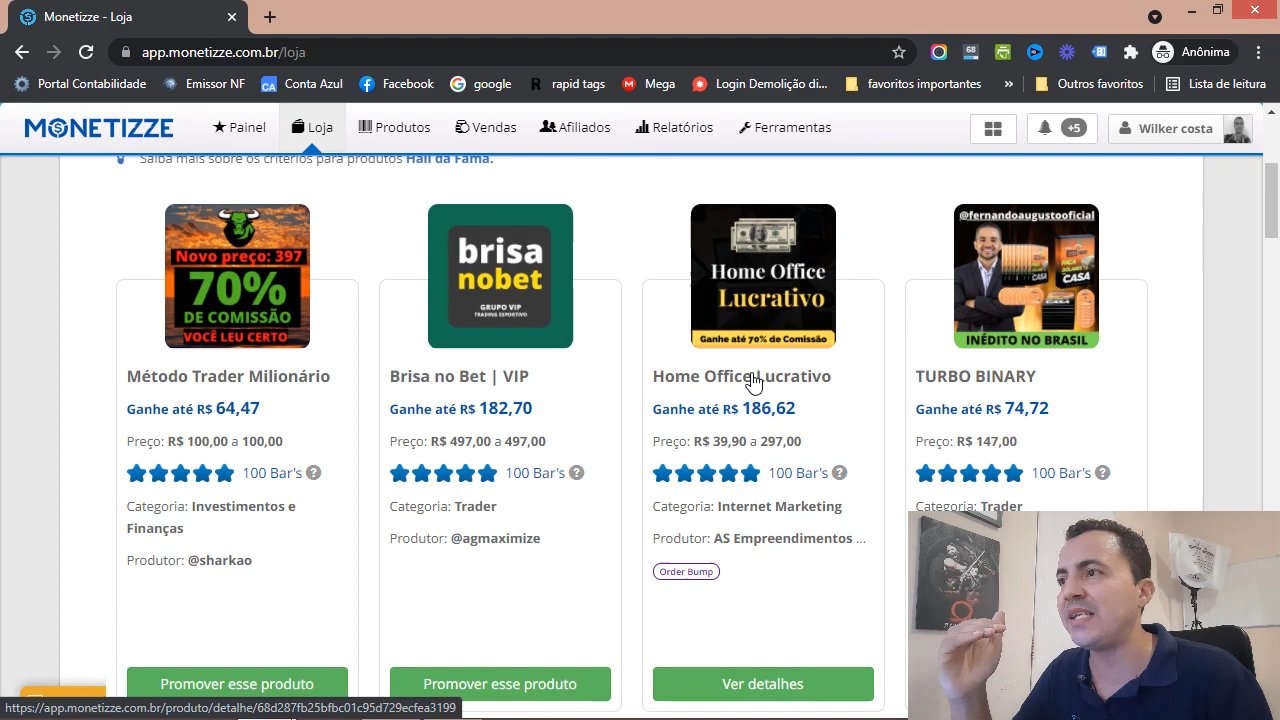 Monetizze - Loja
app.monetizze.com.br/loja
68
Anônima
Portal Contabilidade
Emissor NF
CA
Conta Azul
Facebook
google
R
rapid tags
Mega
Login Demolição di...
favoritos importantes
»
Outros favoritos
Lista de leitura
MONETIZZE
Painel
Loja
Produtos
Vendas
Afiliados
Relatórios
Ferramentas
+5
Wilker costa
Saiba mais sobre os critérios para produtos Hall da Fama.
Novo preço: 397
70%
DE COMISSÃO
VOCÊ LEU CERTO
Método Trader Milionário
Ganhe até R$ 64,47
Preço: R$ 100,00 a 100,00
100 Bar's ?
Categoria: Investimentos e
Finanças
Produtor: @sharkao
Promover esse produto
brisa
nobet
GRUPO VIP
TRADING ESPORTIVO
Brisa no Bet | VIP
Ganhe até R$ 182,70
Preço: R$ 497,00 a 497,00
100 Bar's ?
Categoria: Trader
Produtor: @agmaximize
Promover esse produto
Home Office
Lucrativo
Ganhe até 70% de Comissão
Home Office Lucrativo
Ganhe até R$ 186,62
Preço: R$ 39,90 a 297,00
100 Bar's ?
Categoria: Internet Marketing
Produtor: AS Empreendimentos ...
Order Bump
Ver detalhes
@fernandoaugustooficial
FAÇA
DÓLARES EM
CASA
INÉDITO NO BRASIL
TURBO BINARY
Ganhe até R$ 74,72
Preço: R$ 147,00
100 Bar's ?
Categoria: Trader
https://app.monetizze.com.br/produto/detalhe/68d287fb25bfbc01c95d729ecfea3199